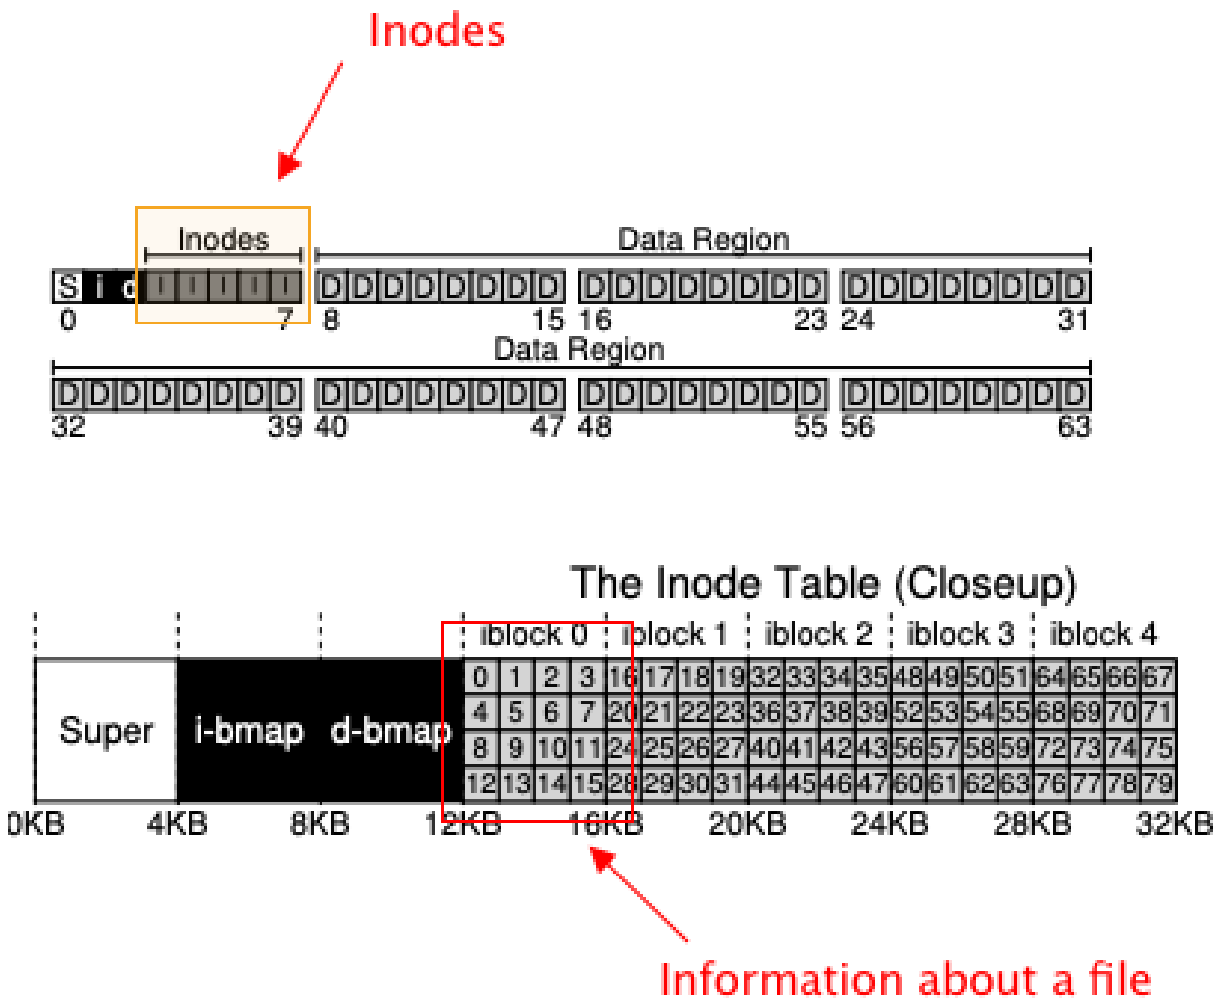 Inodes
Inodes Data Region
S i d I I I I I D D D D D D D D D D D D D D D D D D D D D D D D
0 7 8 15 16 23 24 31
Data Region
D D D D D D D D D D D D D D D D D D D D D D D D D D D D D D D D
32 39 40 47 48 55 56 63
The Inode Table (Closeup)
iblock 0 iblock 1 iblock 2 iblock 3 iblock 4
0 1 2 3 16 17 18 19 32 33 34 35 48 49 50 51 64 65 66 67
4 5 6 7 20 21 22 23 36 37 38 39 52 53 54 55 68 69 70 71
Super i-bmap d-bmap
8 9 10 11 24 25 26 27 40 41 42 43 56 57 58 59 72 73 74 75
12 13 14 15 28 29 30 31 44 45 46 47 60 61 62 63 76 77 78 79
0KB 4KB 8KB 12KB 16KB 20KB 24KB 28KB 32KB
Information about a file